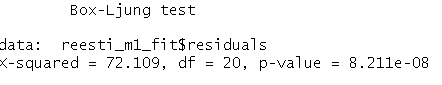 Box-Ljung test
data: reesti_m1_fit$residuals
X-squared = 72.109, df = 20, p-value = 8.211e-08